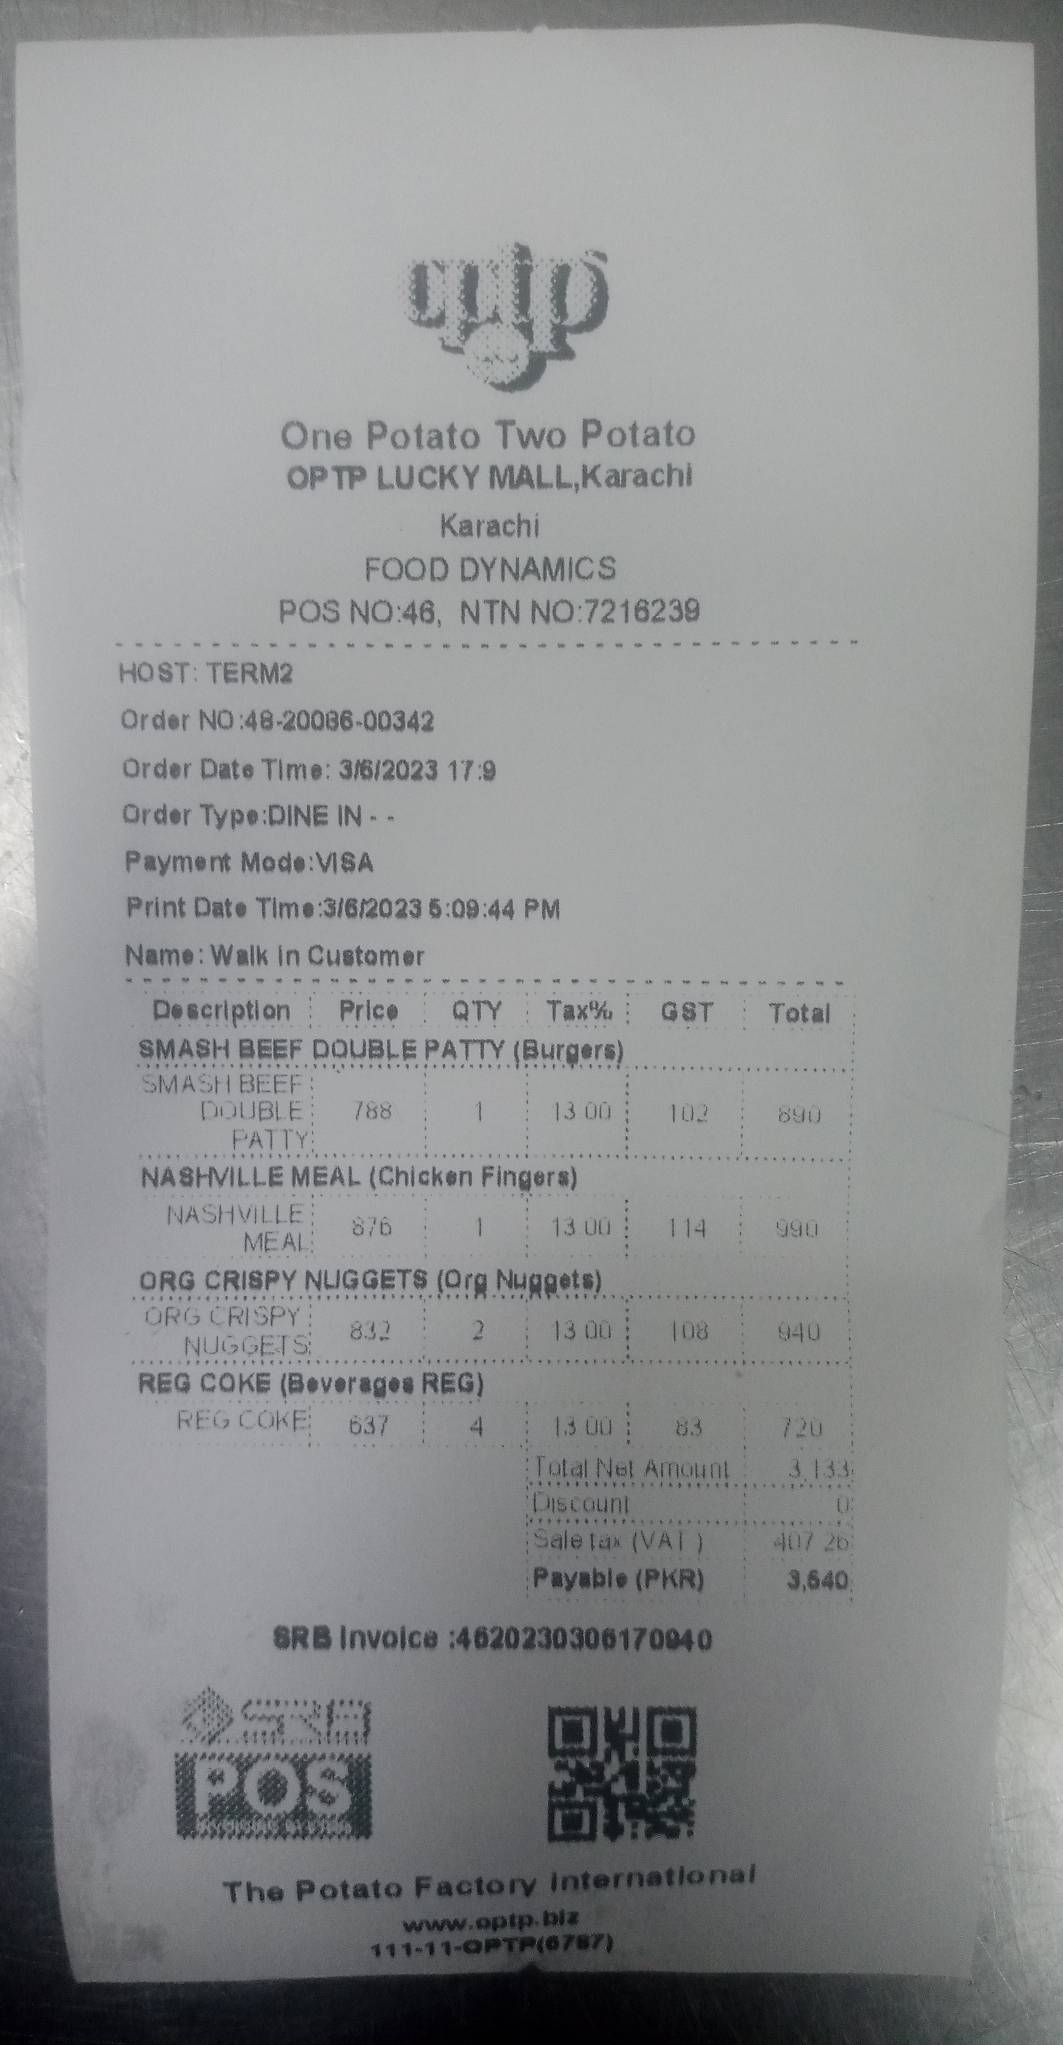 optp
One Potato Two Potato
OPTP LUCKY MALL,Karachi
Karachi
FOOD DYNAMICS
POS NO:46, NTN NO:7216239
HOST: TERM2
Order NO:48-20086-00342
Order Date Time: 3/6/2023 17:9
Order Type:DINE IN - -
Payment Mode:VISA
Print Date Time:3/6/2023 5:09:44 PM
Name: Walk in Customer
Description Price QTY Tax% GST Total
SMASH BEEF DOUBLE PATTY (Burgers)
SMASH BEEF
DOUBLE 788 1 13.00 102 890
PATTY
NASHVILLE MEAL (Chicken Fingers)
NASHVILLE
MEAL 876 1 13.00 114 990
ORG CRISPY NUGGETS (Org Nuggets)
ORG CRISPY
NUGGETS 832 2 13.00 108 940
REG COKE (Beverages REG)
REG COKE 637 4 13.00 83 720
Total Net Amount 3,133
Discount 0
Sale tax (VAT ) 407.26
Payable (PKR) 3,540
SRB Invoice :4620230306170940
SRB
POS
The Potato Factory International
www.optp.biz
111-11-OPTP(6787)